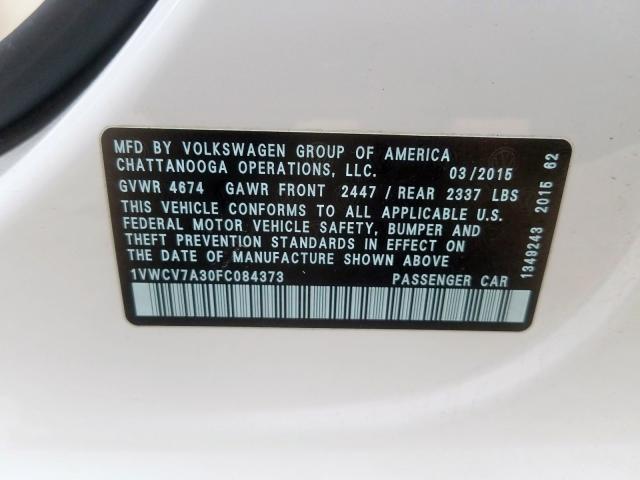 MFD BY VOLKSWAGEN GROUP OF AMERICA
CHATTANOOGA OPERATIONS, LLC. 03/2015
GVWR 4674 GAWR FRONT 2447 / REAR 2337 LBS
THIS VEHICLE CONFORMS TO ALL APPLICABLE U.S.
FEDERAL MOTOR VEHICLE SAFETY, BUMPER AND
THEFT PREVENTION STANDARDS IN EFFECT ON
THE DATE OF MANUFACTURE SHOWN ABOVE
1VWCV7A30FC084373 PASSENGER CAR
1349243 2015 62